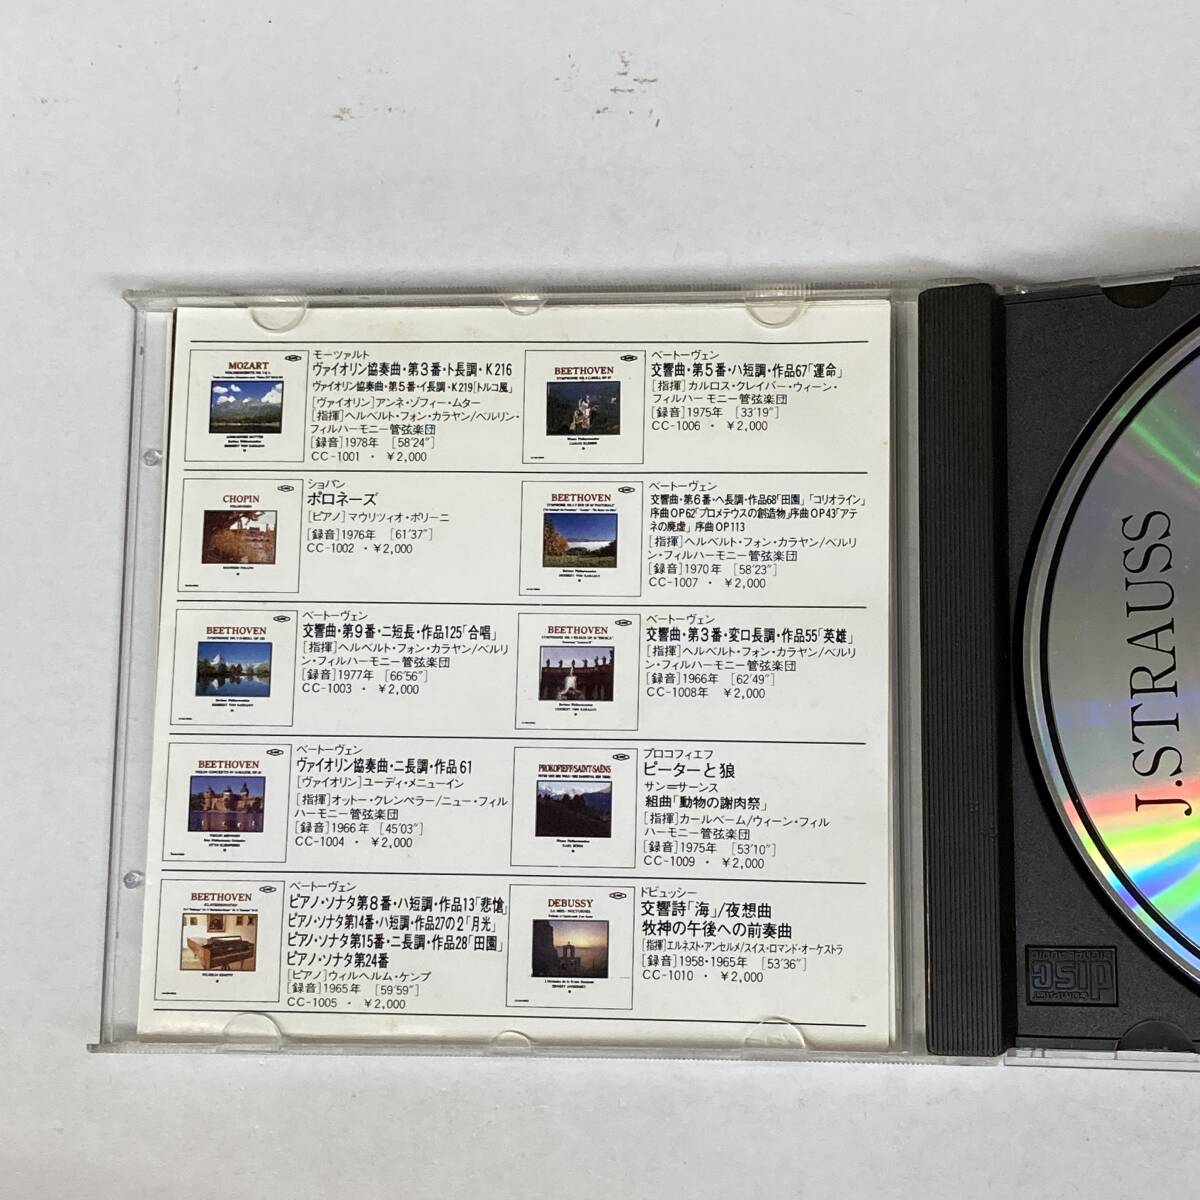 MOZART
モーツァルト
ヴァイオリン協奏曲・第3番・ト長調・K216
ヴァイオリン協奏曲・第5番・イ長調・K219「トルコ風」
[ヴァイオリン]アンネ・ゾフィー・ムター
[指揮]ヘルベルト・フォン・カラヤン/ベルリン・
フィルハーモニー管弦楽団
[録音]1978年 [58'24"]
CC-1001 ・ ¥2,000
CHOPIN
ショパン
ポロネーズ
[ピアノ]マウリツィオ・ポリーニ
[録音]1976年 [61'37"]
CC-1002 ・ ¥2,000
BEETHOVEN
ベートーヴェン
交響曲・第9番・ニ短長・作品125「合唱」
[指揮]ヘルベルト・フォン・カラヤン/ベルリ
ン・フィルハーモニー管弦楽団
[録音]1977年 [66'56"]
CC-1003 ・ ¥2,000
BEETHOVEN
ベートーヴェン
ヴァイオリン協奏曲・ニ長調・作品61
[ヴァイオリン]ユーディ・メニューイン
[指揮]オットー・クレンペラー/ニュー・フィル
ハーモニー管弦楽団
[録音]1966年 [45'03"]
CC-1004 ・ ¥2,000
BEETHOVEN
WILHELM KEMPFF
ベートーヴェン
ピアノ・ソナタ第8番・ハ短調・作品13「悲愴」
ピアノ・ソナタ第14番・ハ短調・作品27の2「月光」
ピアノ・ソナタ第15番・ニ長調・作品28「田園」
ピアノ・ソナタ第24番
[ピアノ]ウィルヘルム・ケンプ
[録音]1965年 [59'59"]
CC-1005 ・ ¥2,000
BEETHOVEN
ベートーヴェン
交響曲・第5番・ハ短調・作品67「運命」
[指揮]カルロス・クレイバー・ウィーン・
フィルハー モニー管弦楽団
[録音]1975年 [33'19"]
CC-1006 ・ ¥2,000
BEETHOVEN
ベートーヴェン
交響曲・第6番・ヘ長調・作品68「田園」「コリオライン」
序曲OP62「プロメテウスの創造物」序曲OP43「アテ
ネの廃虚」序曲OP113
[指揮]ヘルベルト・フォン・カラヤン/ベルリ
ン・フィルハーモニー管弦楽団
[録音]1970年 [58'23"]
CC-1007 ・ ¥2,000
BEETHOVEN
ベートーヴェン
交響曲・第3番・変ロ長調・作品55「英雄」
[指揮]ヘルベルト・フォン・カラヤン/ベルリ
ン・フィルハーモニー管弦楽団
[録音]1966年 [62'49"]
CC-1008年 ・ ¥2,000
PROKOFIEFF/SAINT-SAËNS
プロコフィエフ
ピーターと狼
サン=サーンス
組曲「動物の謝肉祭」
[指揮]カールベーム/ウィーン・フィル
ハーモニー管弦楽団
[録音]1975年 [53'10"]
CC-1009 ・ ¥2,000
DEBUSSY
ドビュッシー
交響詩「海」/夜想曲
牧神の午後への前奏曲
[指揮]エルネスト・アンセルメ/スイス・ロマンド・オーケストラ
[録音]1958・1965年 [53'36"]
CC-1010 ・ ¥2,000
J.STRAUSS
COMPACT
disc
DIGITAL AUDIO